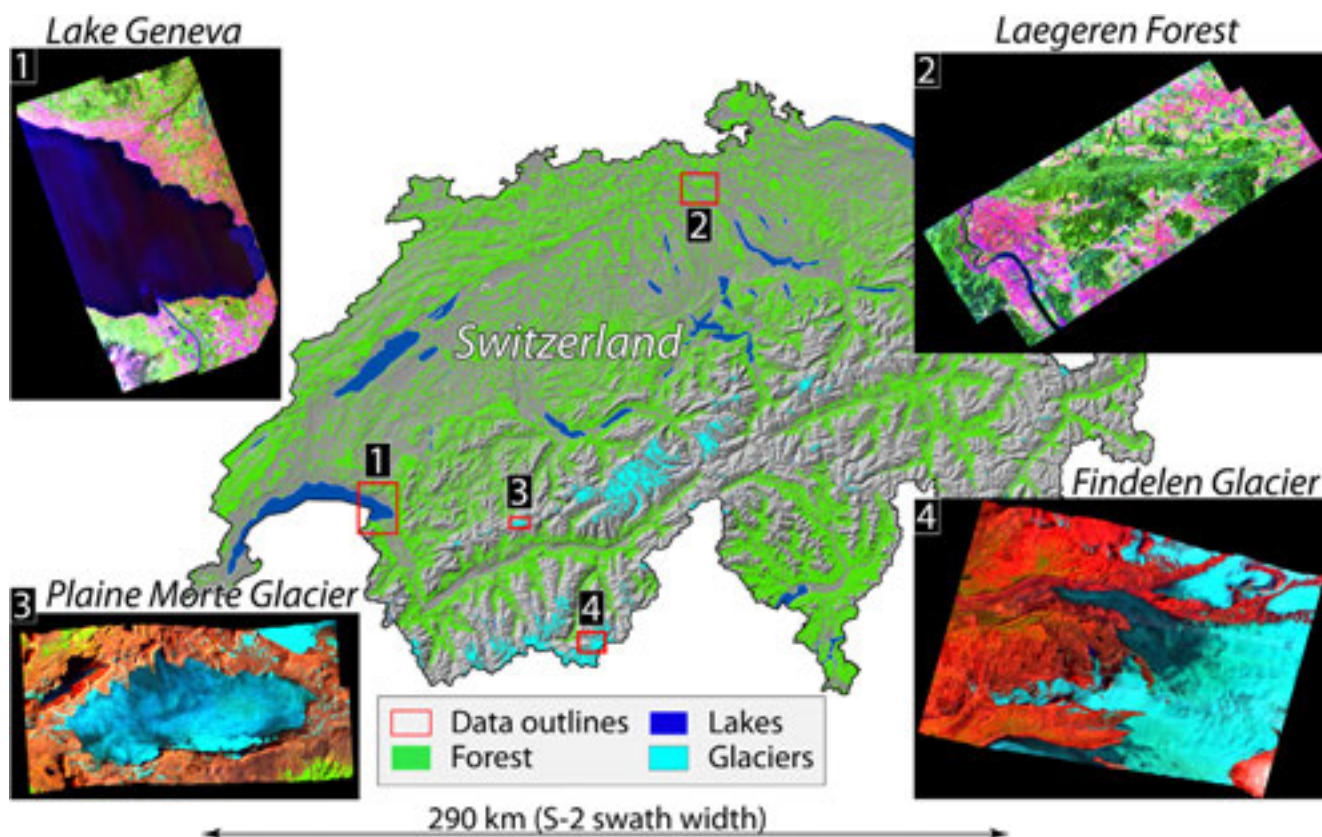 Lake Geneva
1
Laegeren Forest
2
2
Switzerland
1
3
Findelen Glacier
4
Plaine Morte Glacier
3
4
Data outlines
Lakes
Forest
Glaciers
290 km (S-2 swath width)